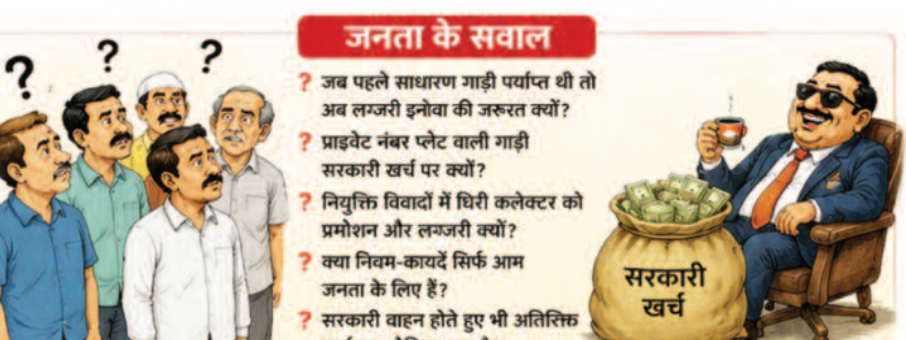 जनता के सवाल
? ? ?
? जब पहले साधारण गाड़ी पर्याप्त थी तो
अब लग्जरी इनोवा की जरूरत क्यों?
? प्राइवेट नंबर प्लेट वाली गाड़ी
सरकारी खर्च पर क्यों?
? नियुक्ति विवादों में घिरी कलेक्टर को
प्रमोशन और लग्जरी क्यों?
? क्या नियम-कायदें सिर्फ आम
जनता के लिए हैं?
? सरकारी वाहन होते हुए भी अतिरिक्त
सरकारी
खर्च